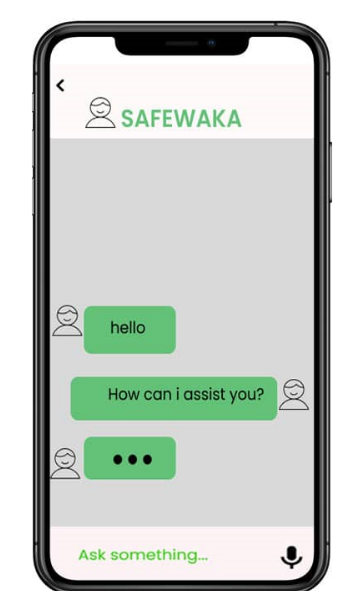 SAFEWAKA
hello
How can i assist you?
Ask something...